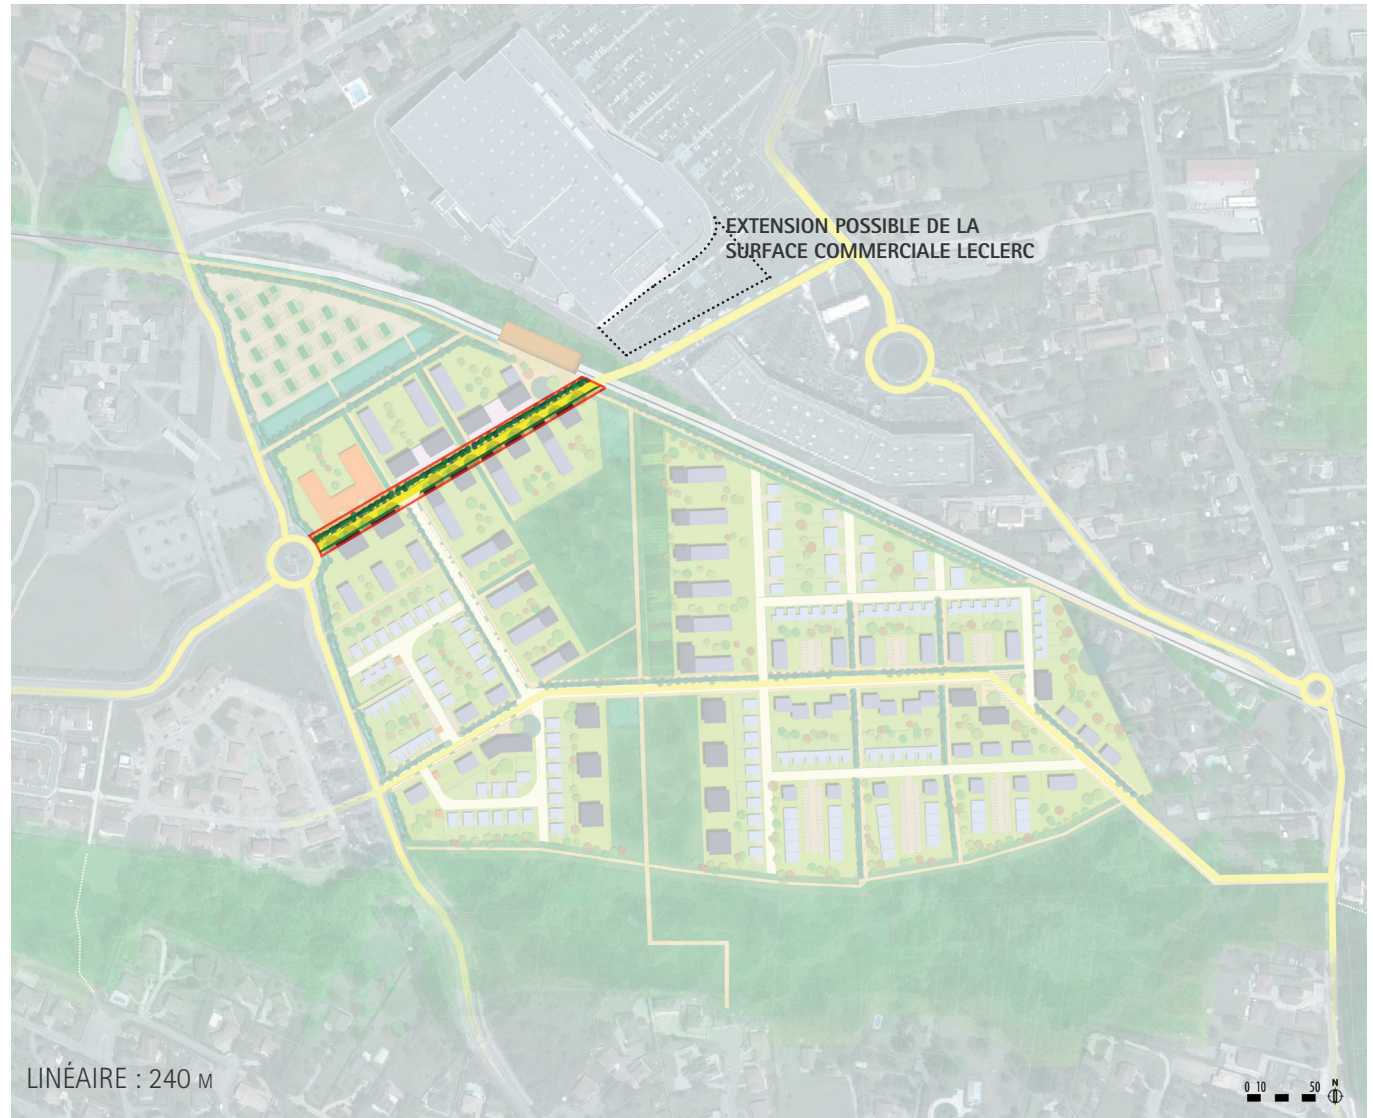 EXTENSION POSSIBLE DE LA
SURFACE COMMERCIALE LECLERC
LINÉAIRE : 240 M
0 10 50 N